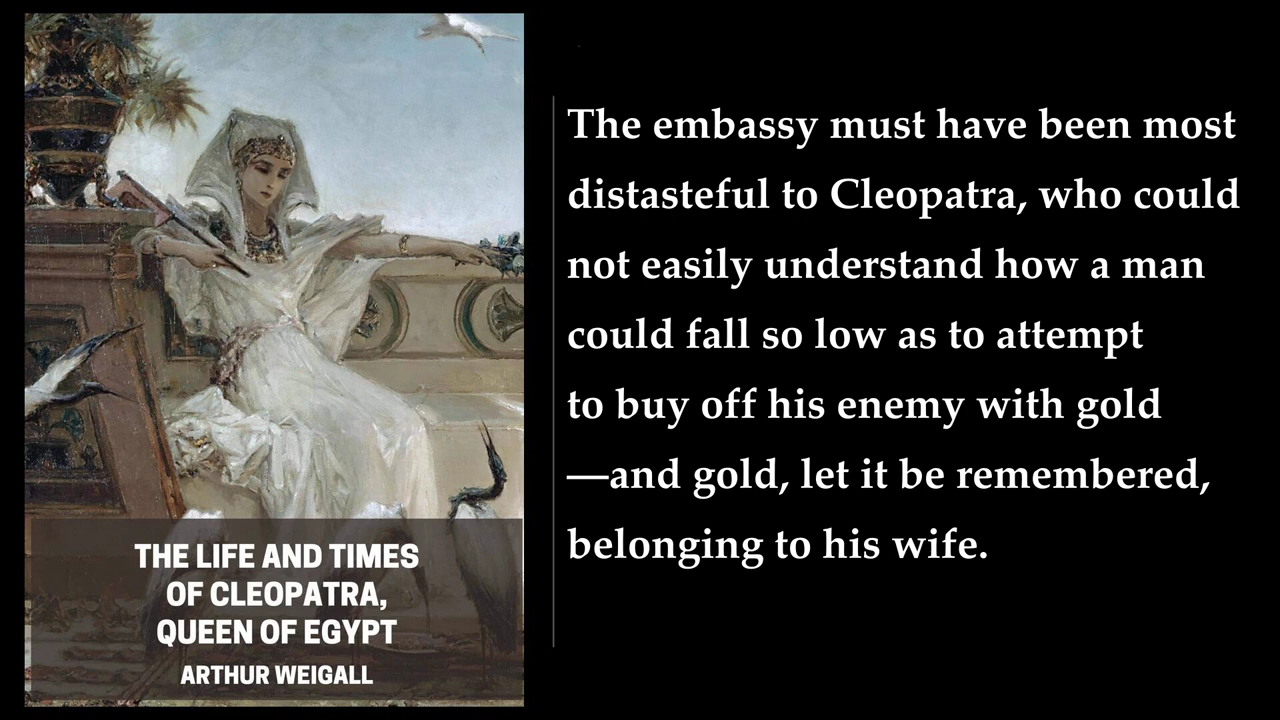 THE LIFE AND TIMES
OF CLEOPATRA,
QUEEN OF EGYPT
ARTHUR WEIGALL
The embassy must have been most
distasteful to Cleopatra, who could
not easily understand how a man
could fall so low as to attempt
to buy off his enemy with gold
—and gold, let it be remembered,
belonging to his wife.